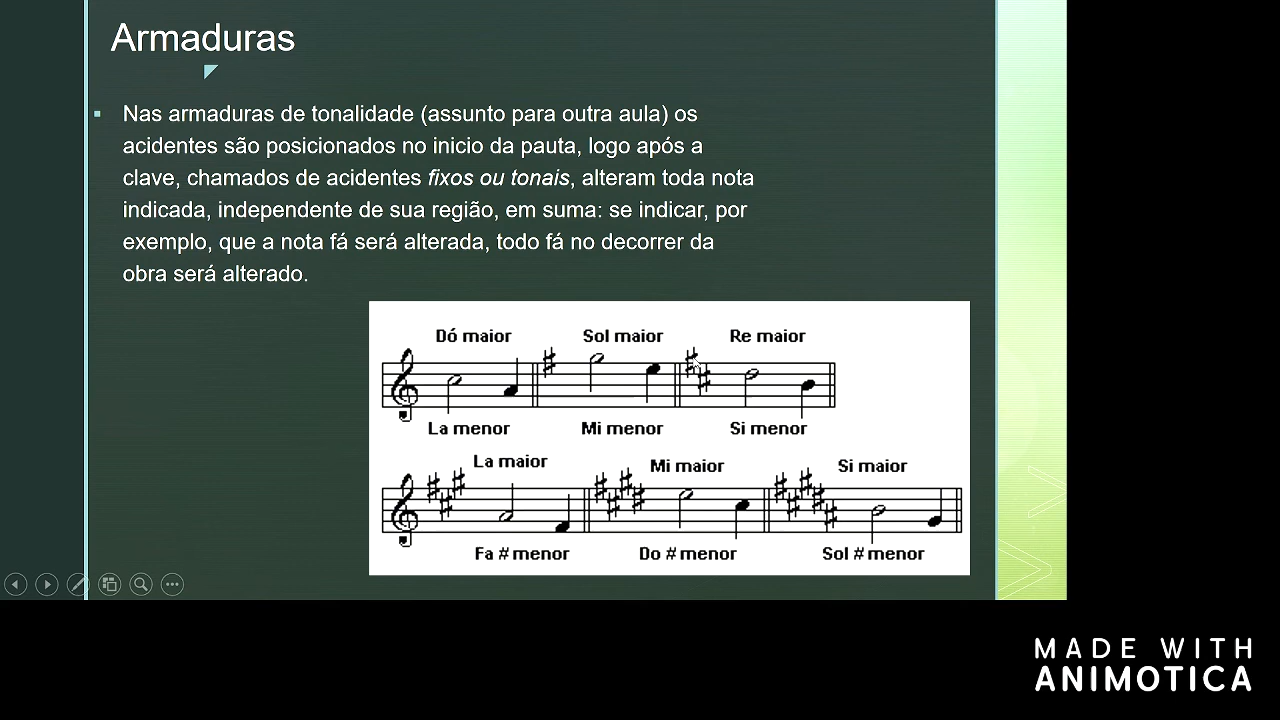 Armaduras
Nas armaduras de tonalidade (assunto para outra aula) os
acidentes são posicionados no inicio da pauta, logo após a
clave, chamados de acidentes fixos ou tonais, alteram toda nota
indicada, independente de sua região, em suma: se indicar, por
exemplo, que a nota fá será alterada, todo fá no decorrer da
obra será alterado.
Dó maior Sol maior Re maior
La menor Mi menor Si menor
La maior Mi maior Si maior
Fa # menor Do # menor Sol # menor
MADE WITH
ANIMOTICA